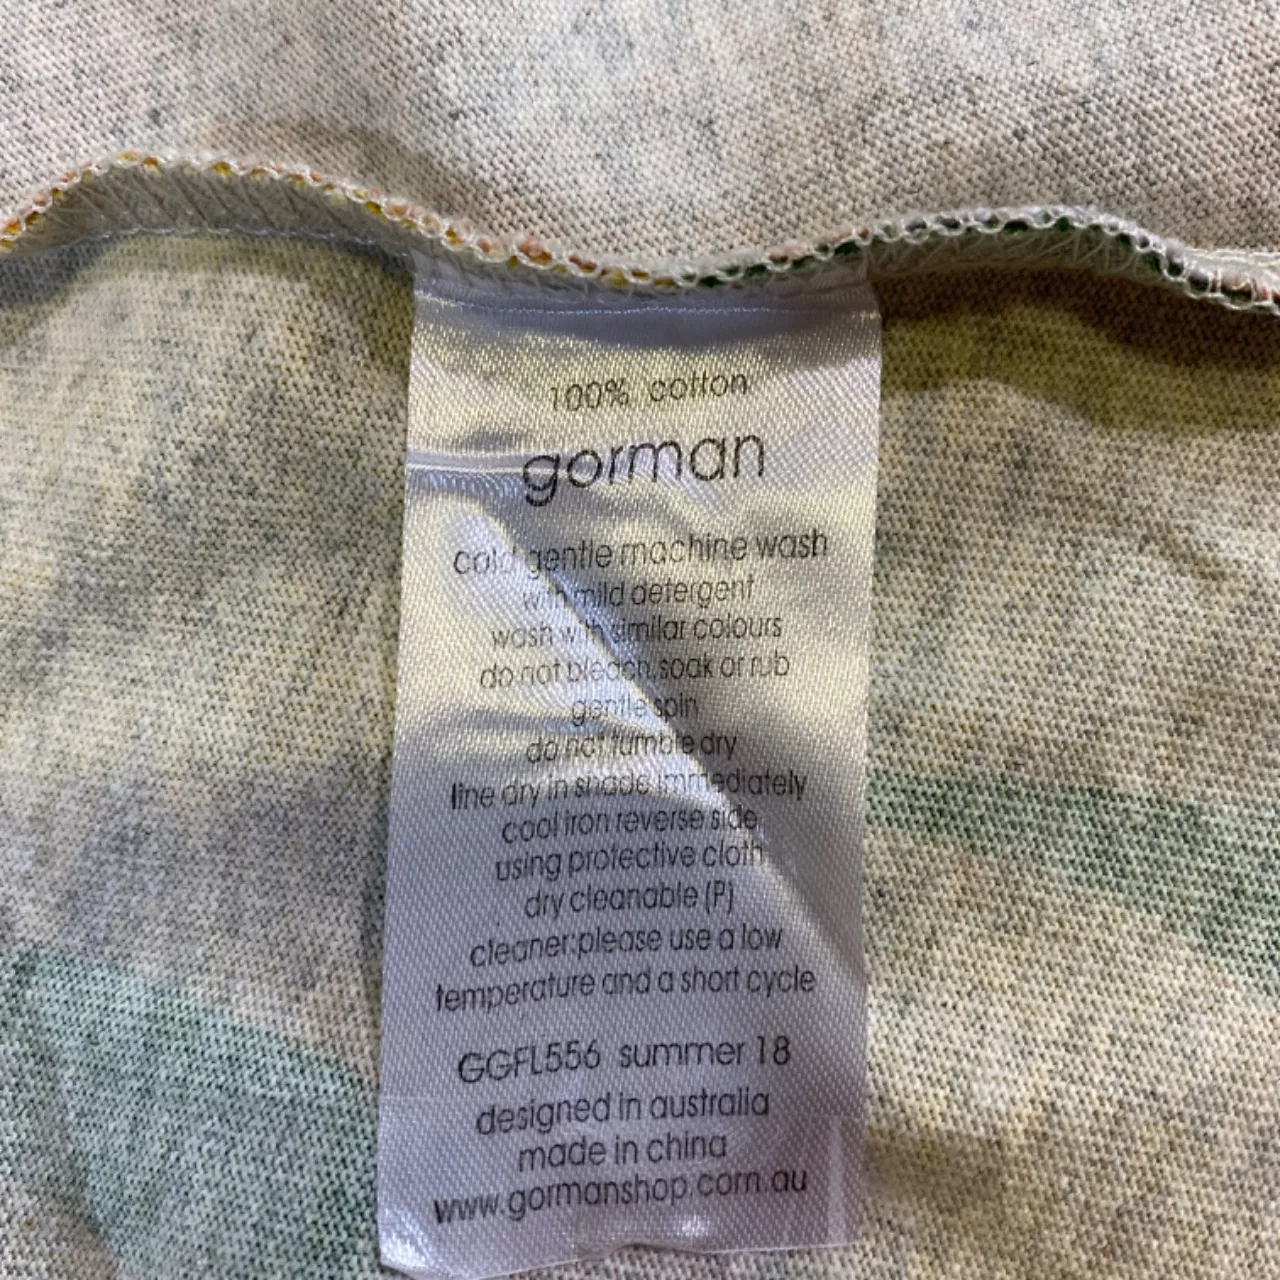 100% cotton
gorman
cold gentle machine wash
with mild detergent
wash with similar colours
do not bleach, soak or rub
gentle spin
do not tumble dry
line dry in shade immediately
cool iron reverse side
using protective cloth
dry cleanable (P)
cleaner:please use a low
temperature and a short cycle
GGFL556 summer 18
designed in australia
made in china
www.gormanshop.com.au